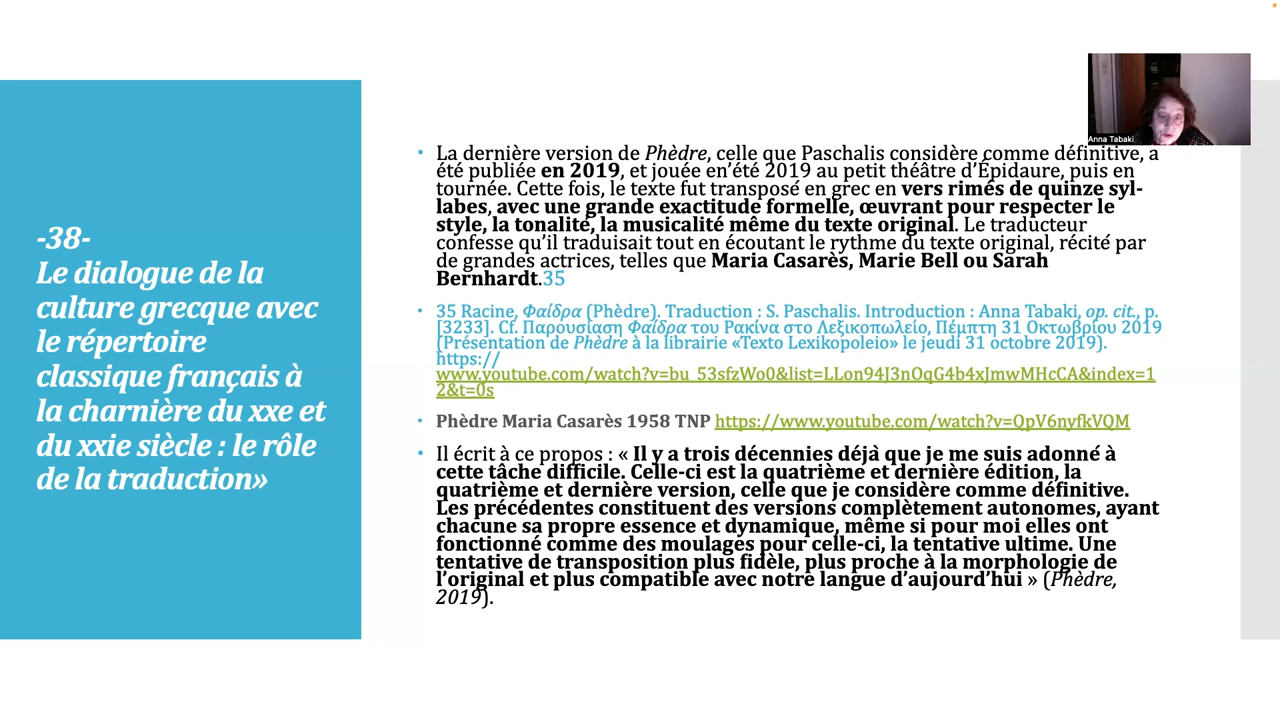 -38-
Le dialogue de la
culture grecque avec
le répertoire
classique français à
la charnière du xxe et
du xxie siècle : le rôle
de la traduction»
Anna Tabaki
• La dernière version de Phèdre, celle que Paschalis considère comme définitive, a
été publiée en 2019, et jouée en’été 2019 au petit théâtre d’Épidaure, puis en
tournée. Cette fois, le texte fut transposé en grec en vers rimés de quinze syl-
labes, avec une grande exactitude formelle, œuvrant pour respecter le
style, la tonalité, la musicalité même du texte original. Le traducteur
confesse qu’il traduisait tout en écoutant le rythme du texte original, récité par
de grandes actrices, telles que Maria Casarès, Marie Bell ou Sarah
Bernhardt.35
• 35 Racine, Φαίδρα (Phèdre). Traduction : S. Paschalis. Introduction : Anna Tabaki, op. cit., p.
[3233]. Cf. Παρουσίαση Φαίδρα του Ρακίνα στο Λεξικοπωλείο, Πέμπτη 31 Οκτωβρίου 2019
(Présentation de Phèdre à la librairie «Texto Lexikopoleio» le jeudi 31 octobre 2019).
https://
www.youtube.com/watch?v=bu_53sfzWo0&list=LLon94J3nOqG4b4xJmwMHcCA&index=1
2&t=0s
• Phèdre Maria Casarès 1958 TNP https://www.youtube.com/watch?v=QpV6nyfkVQM
• Il écrit à ce propos : « Il y a trois décennies déjà que je me suis adonné à
cette tâche difficile. Celle-ci est la quatrième et dernière édition, la
quatrième et dernière version, celle que je considère comme définitive.
Les précédentes constituent des versions complètement autonomes, ayant
chacune sa propre essence et dynamique, même si pour moi elles ont
fonctionné comme des moulages pour celle-ci, la tentative ultime. Une
tentative de transposition plus fidèle, plus proche à la morphologie de
l’original et plus compatible avec notre langue d’aujourd’hui » (Phèdre,
2019).